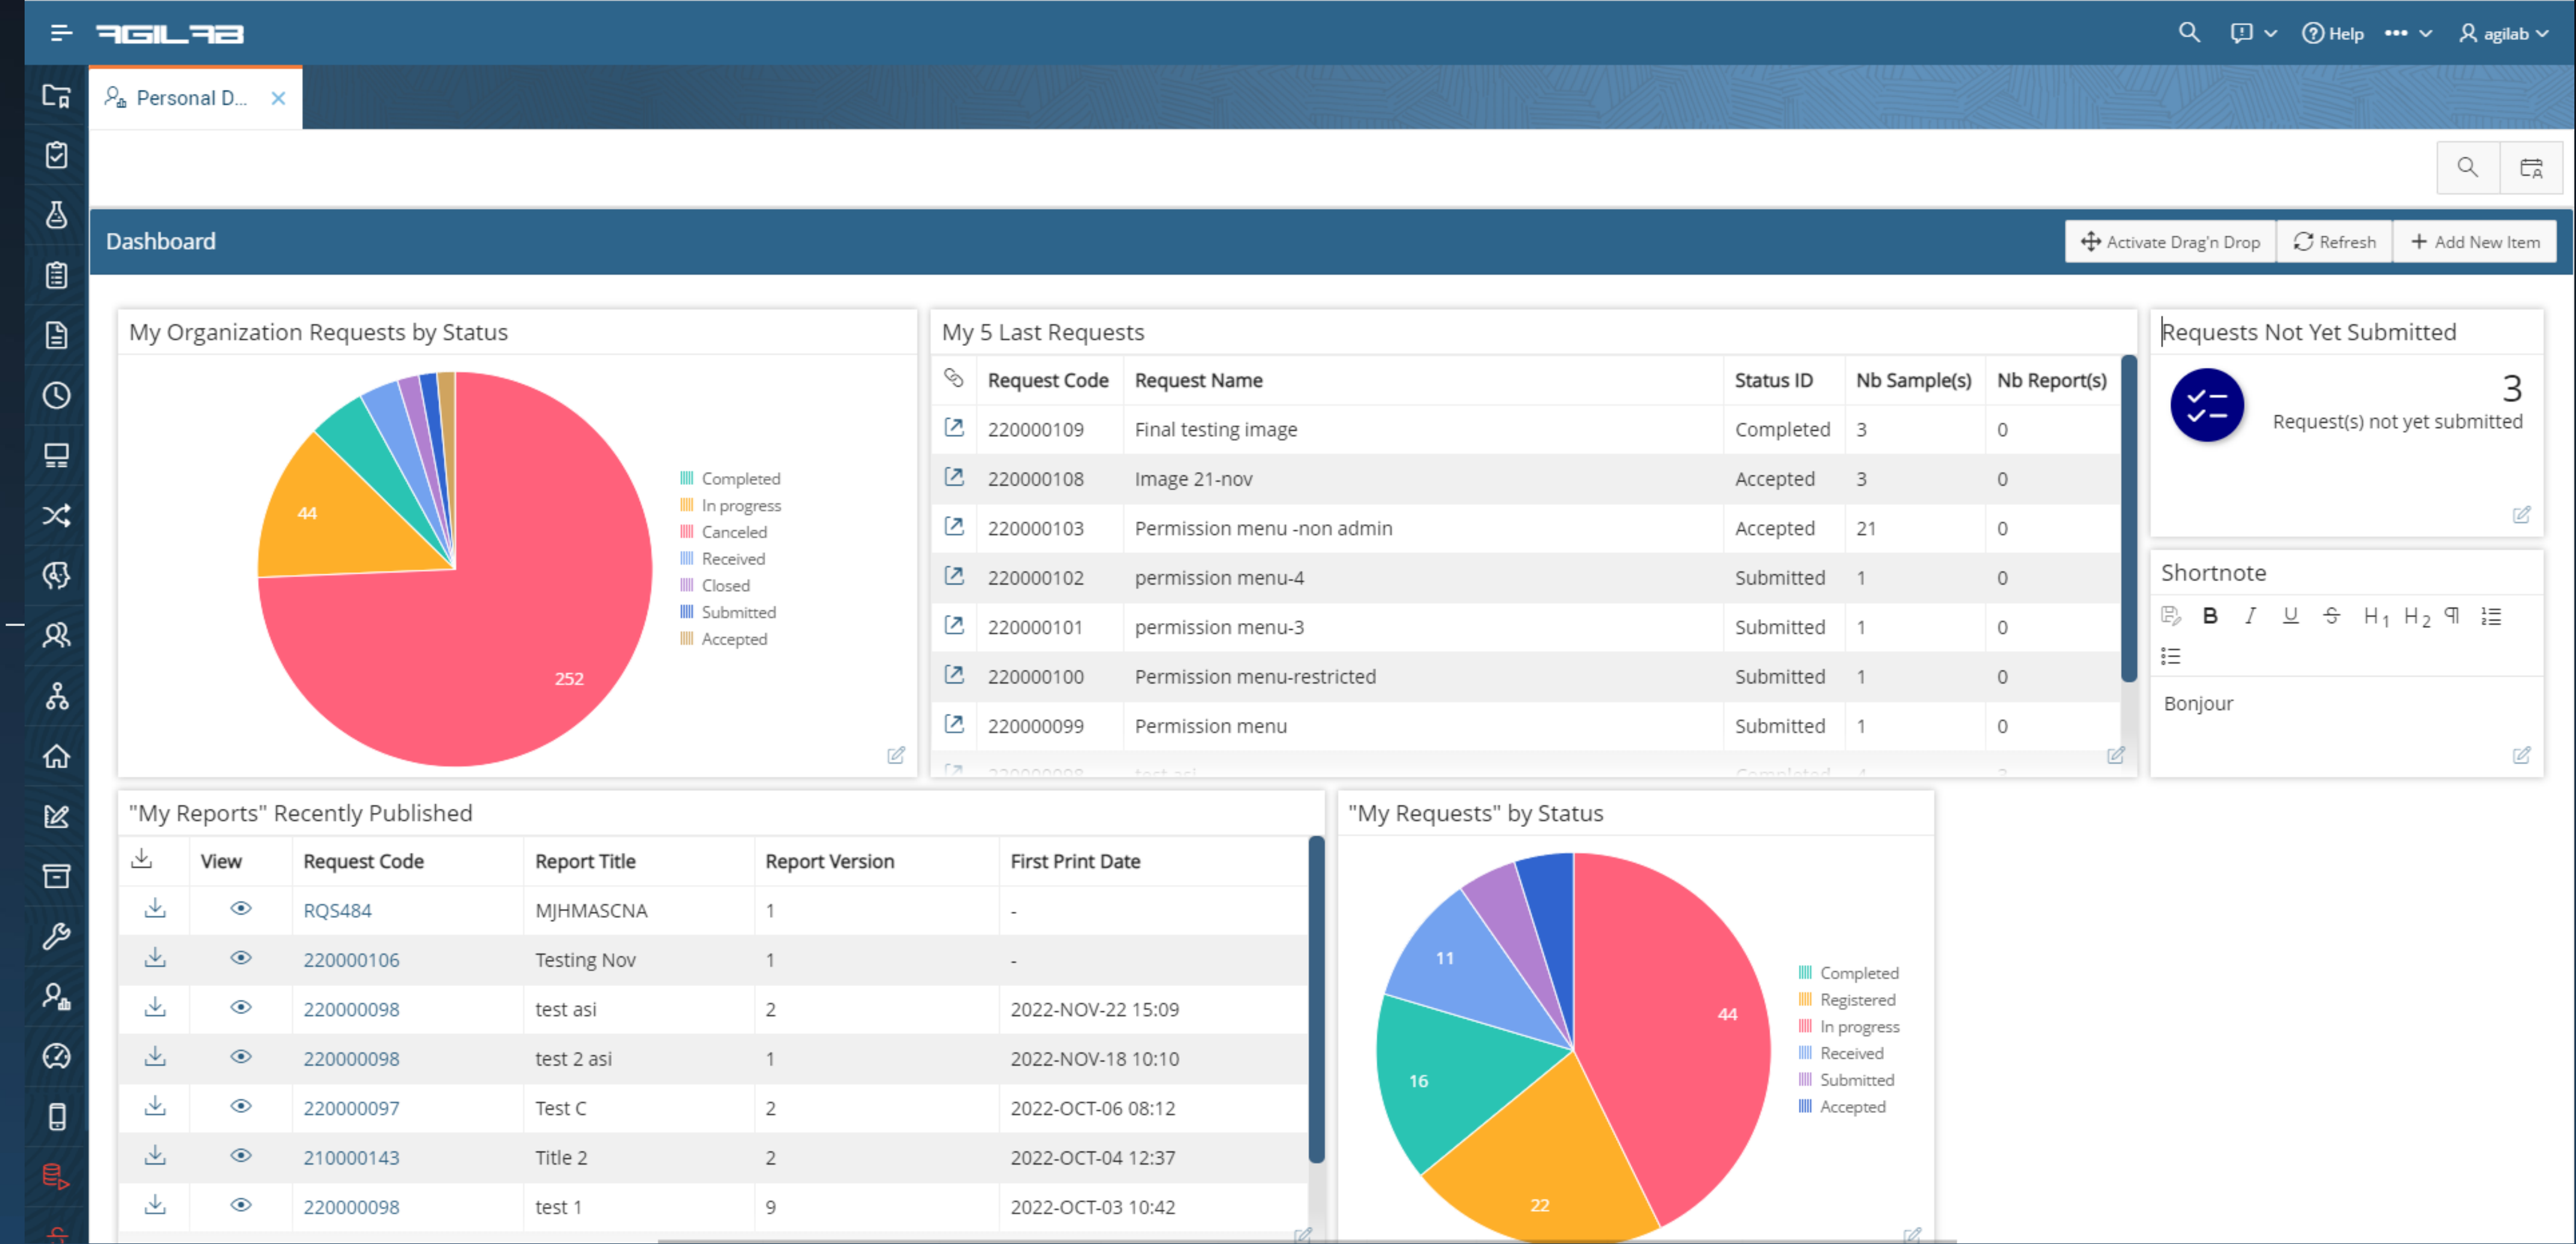 AGILAB
Help
agilab
Personal D...
Dashboard
Activate Drag'n Drop
Refresh
Add New Item
My Organization Requests by Status
44
252
Completed
In progress
Canceled
Received
Closed
Submitted
Accepted
My 5 Last Requests
Request Code Request Name Status ID Nb Sample(s) Nb Report(s)
220000109 Final testing image Completed 3 0
220000108 Image 21-nov Accepted 3 0
220000103 Permission menu -non admin Accepted 21 0
220000102 permission menu-4 Submitted 1 0
220000101 permission menu-3 Submitted 1 0
220000100 Permission menu-restricted Submitted 1 0
220000099 Permission menu Submitted 1 0
Requests Not Yet Submitted
3
Request(s) not yet submitted
Shortnote
B I U S H1 H2
Bonjour
"My Reports" Recently Published
View Request Code Report Title Report Version First Print Date
RQS484 MJHMASCNA 1 -
220000106 Testing Nov 1 -
220000098 test asi 2 2022-NOV-22 15:09
220000098 test 2 asi 1 2022-NOV-18 10:10
220000097 Test C 2 2022-OCT-06 08:12
210000143 Title 2 2 2022-OCT-04 12:37
220000098 test 1 9 2022-OCT-03 10:42
"My Requests" by Status
11
44
16
22
Completed
Registered
In progress
Received
Submitted
Accepted